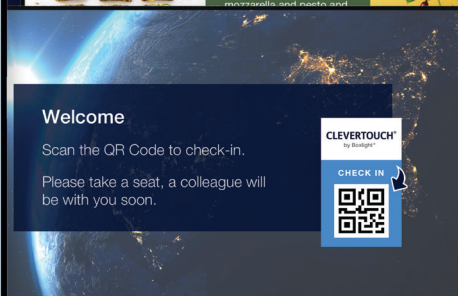 mozzarella and pesto and
Welcome
Scan the QR Code to check-in.
Please take a seat, a colleague will
be with you soon.
CLEVERTOUCH®
by Boxlight®
CHECK IN